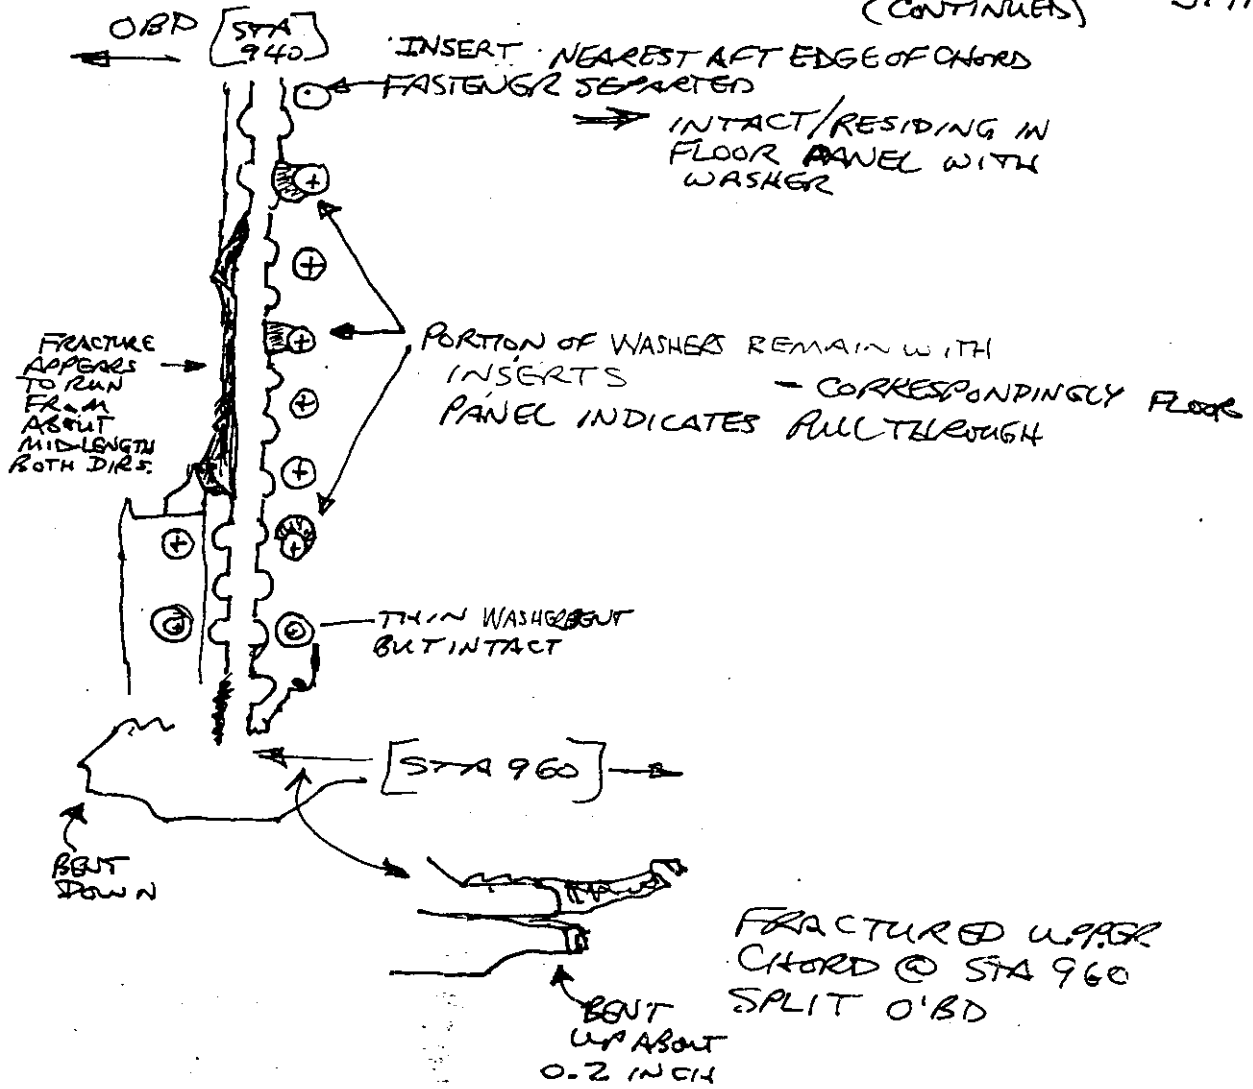 (CONTINUED)
OBD [STA
940]
INSERT NEAREST AFT EDGE OF CHORD
FASTENER SEPARATED
INTACT/RESIDING IN
FLOOR PANEL WITH
WASHER
FRACTURE
APPEARS
TO RUN
FROM
ABOUT
MID-LENGTH
BOTH DIRS.
PORTION OF WASHERS REMAIN WITH
INSERTS
- CORRESPONDINGLY FLOOR
PANEL INDICATES PULL THROUGH
THIN WASHER BENT
BUT INTACT
[STA 960]
BENT
DOWN
FRACTURED UPPER
CHORD @ STA 960
SPLIT O'BD
BENT
UP ABOUT
0.2 INCH